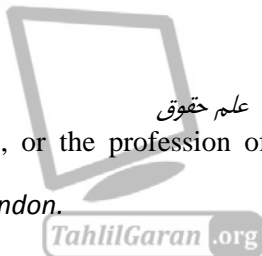 علم حقوق
, or the profession of
ndon.
TahlilGaran .org